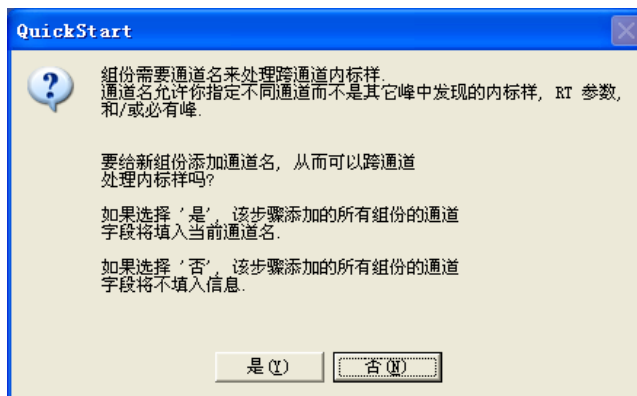 QuickStart
组份需要通道名来处理跨通道内标样.
通道名允许你指定不同通道而不是其它峰中发现的内标样, RT 参数,
和/或必有峰.
要给新组份添加通道名, 从而可以跨通道
处理内标样吗?
如果选择 '是', 该步骤添加的所有组份的通道
字段将填入当前通道名.
如果选择 '否', 该步骤添加的所有组份的通道
字段将不填入信息.
是(Y)
否(N)